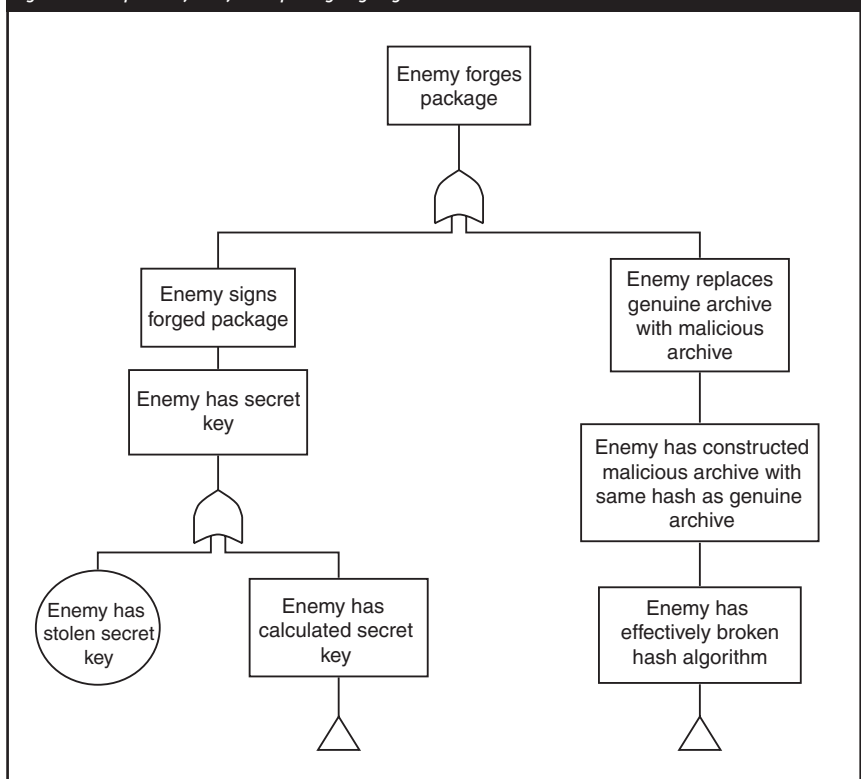 Enemy forges
package
Enemy signs
forged package
Enemy replaces
genuine archive
with malicious
archive
Enemy has secret
key
Enemy has constructed
malicious archive with
same hash as genuine
archive
Enemy has
stolen secret
key
Enemy has
calculated secret
key
Enemy has
effectively broken
hash algorithm